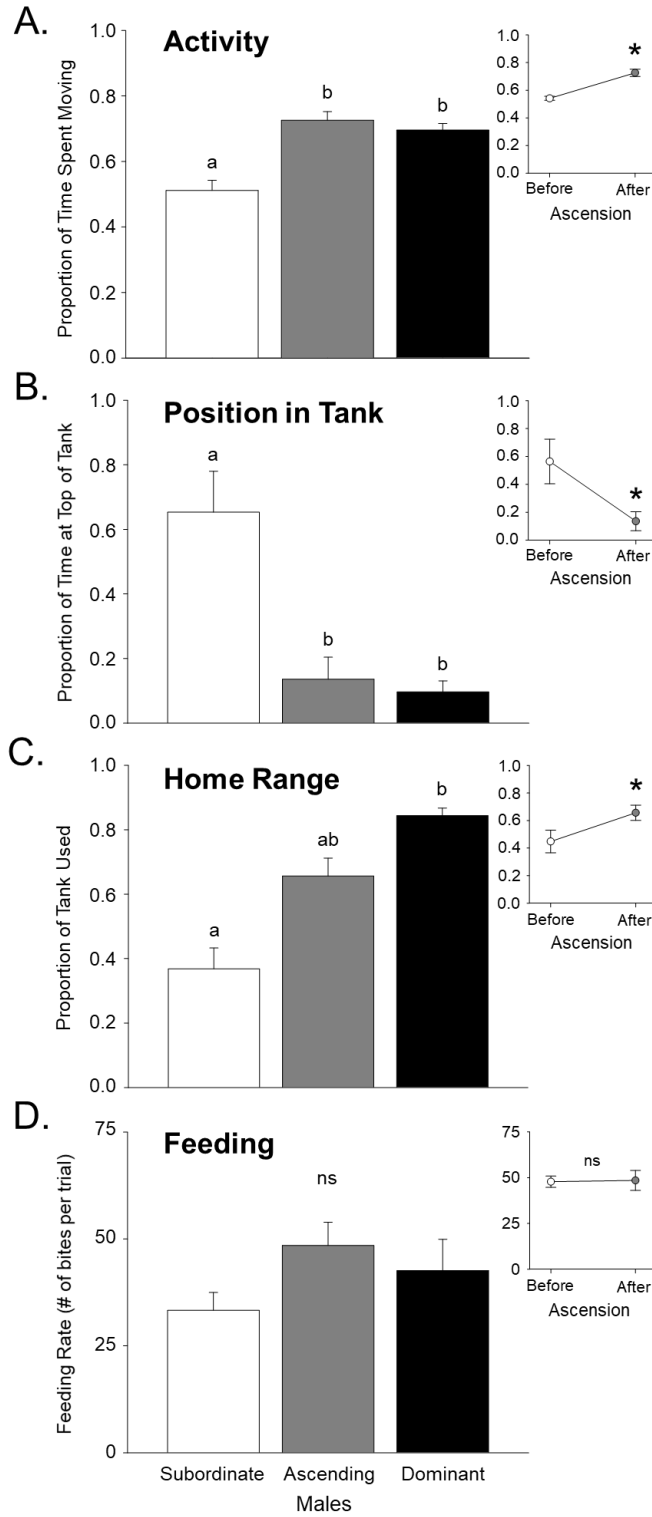 A.
Activity
Proportion of Time Spent Moving
1.0
0.8
0.6
0.4
0.2
0.0
a
b
b
1.0
0.8
0.6
0.4
0.2
0.0
*
Before After
Ascension
B.
Position in Tank
Proportion of Time at Top of Tank
1.0
0.8
0.6
0.4
0.2
0.0
a
b
b
1.0
0.8
0.6
0.4
0.2
0.0
*
Before After
Ascension
C.
Home Range
Proportion of Tank Used
1.0
0.8
0.6
0.4
0.2
0.0
a
ab
b
1.0
0.8
0.6
0.4
0.2
0.0
*
Before After
Ascension
D.
Feeding
Feeding Rate (# of bites per trial)
75
50
25
0
ns
75
50
25
0
ns
Before After
Ascension
Subordinate Ascending Dominant
Males